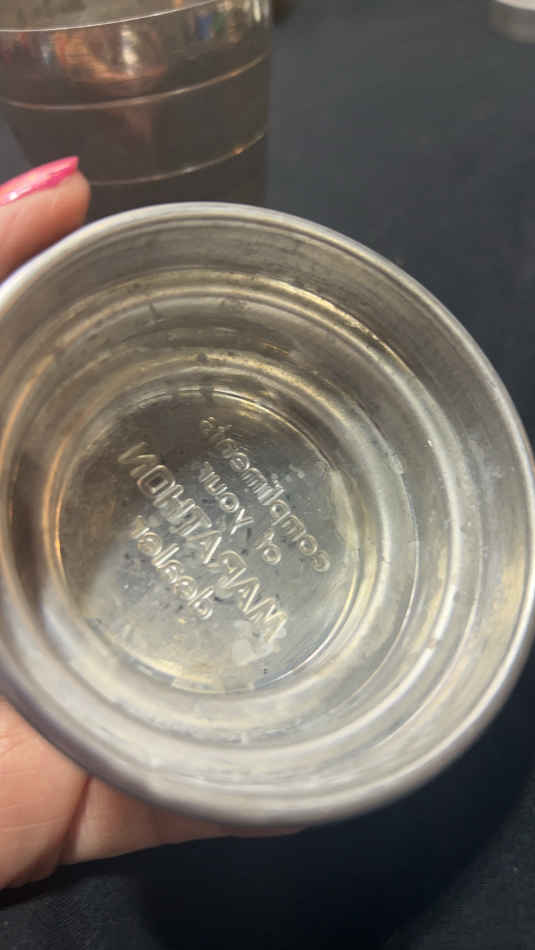 compliments
of your
MARATHON
dealer